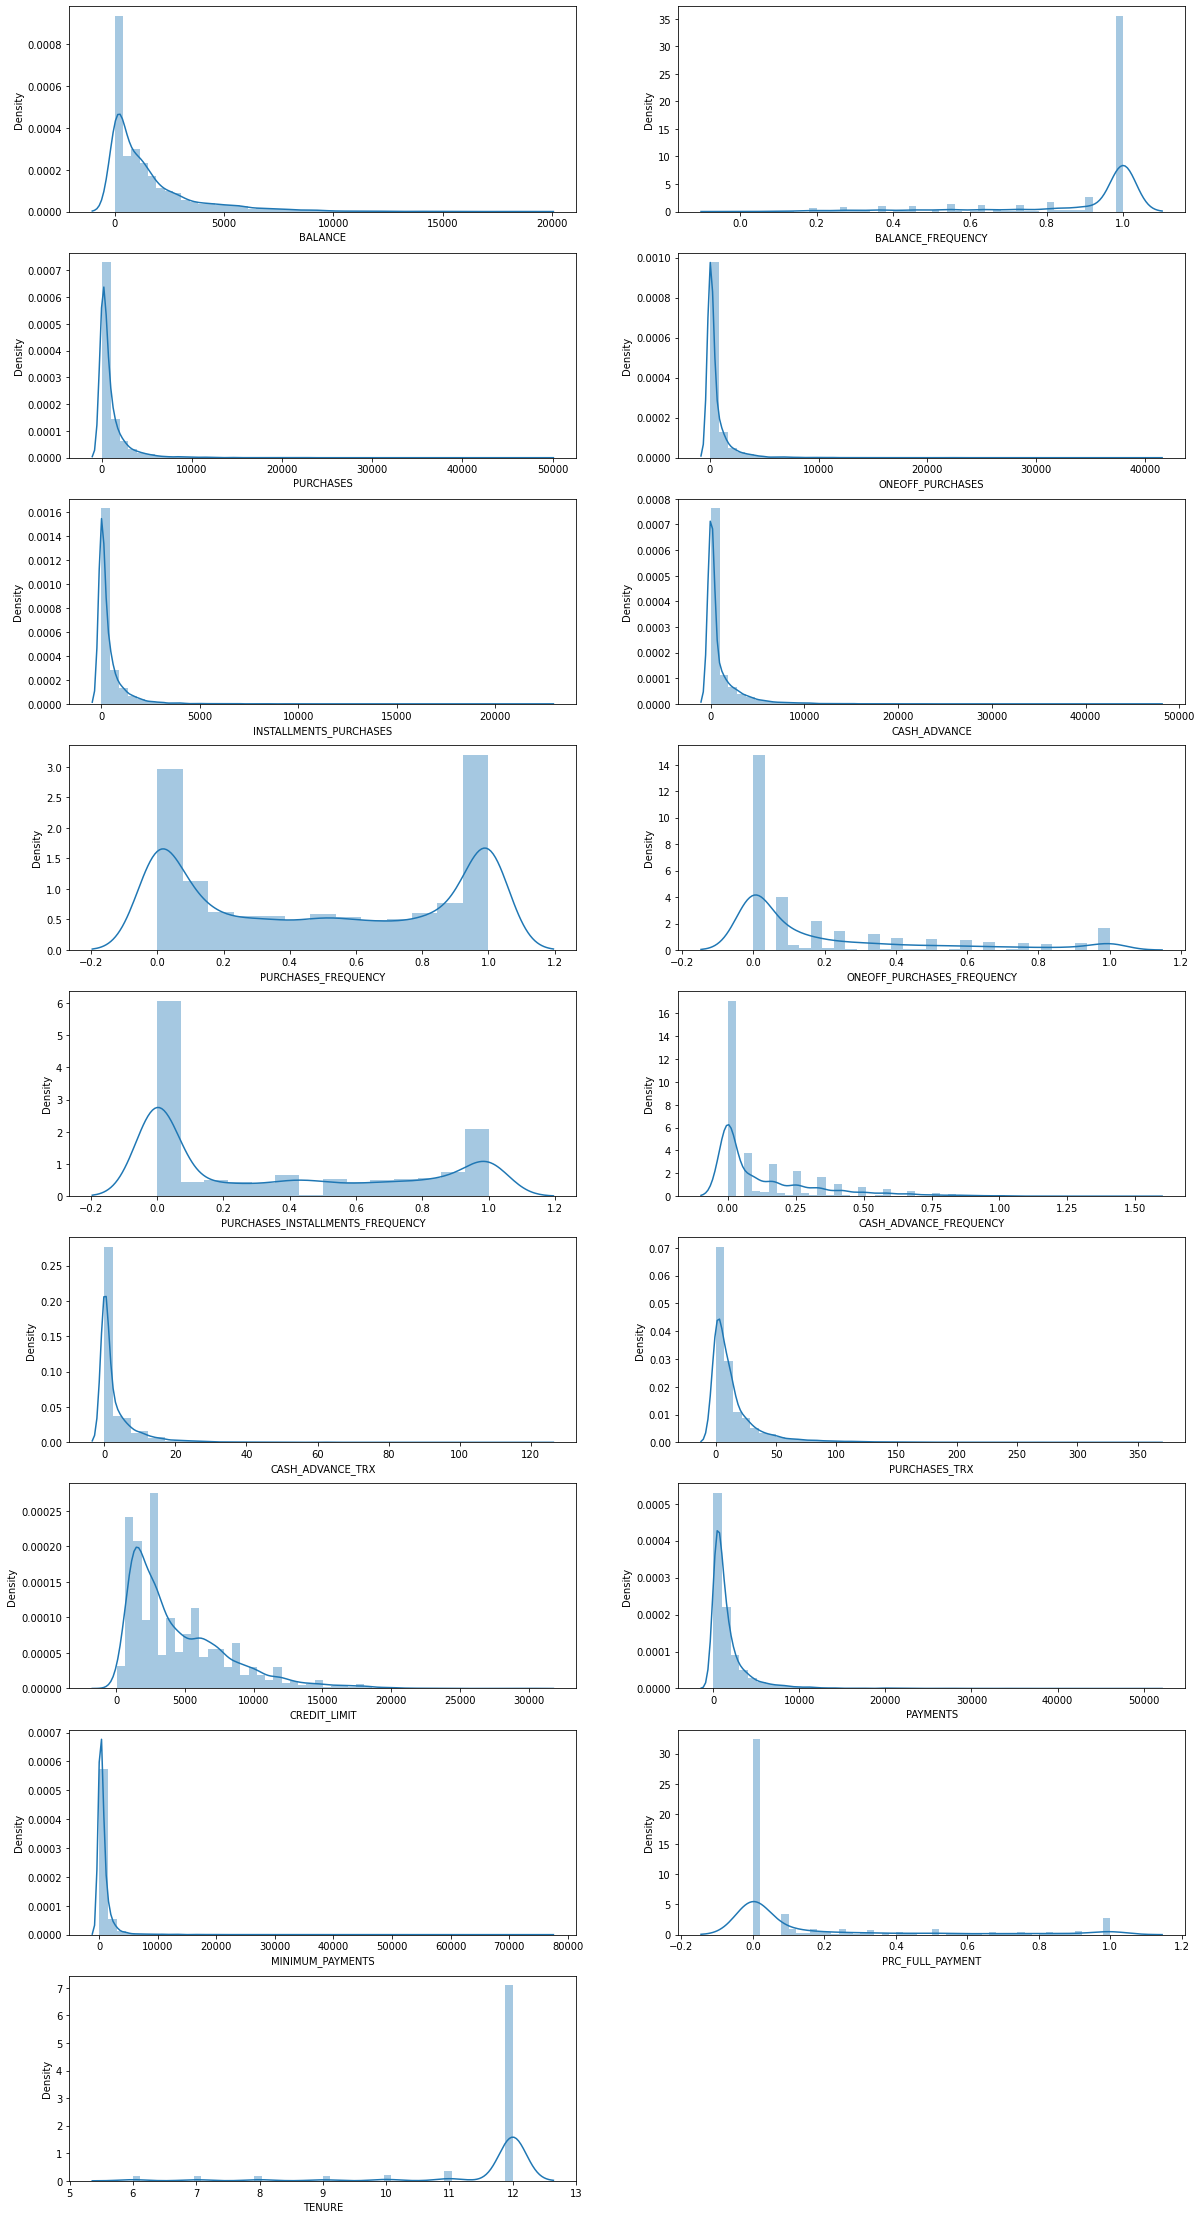 0.0008
0.0006
0.0004
0.0002
0.0000
Density
0 5000 10000 15000 20000
BALANCE
35
30
25
20
15
10
5
0
Density
0.0 0.2 0.4 0.6 0.8 1.0
BALANCE_FREQUENCY
0.0007
0.0006
0.0005
0.0004
0.0003
0.0002
0.0001
0.0000
Density
0 10000 20000 30000 40000 50000
PURCHASES
0.0010
0.0008
0.0006
0.0004
0.0002
0.0000
Density
0 10000 20000 30000 40000
ONEOFF_PURCHASES
0.0016
0.0014
0.0012
0.0010
0.0008
0.0006
0.0004
0.0002
0.0000
Density
0 5000 10000 15000 20000
INSTALLMENTS_PURCHASES
0.0008
0.0007
0.0006
0.0005
0.0004
0.0003
0.0002
0.0001
0.0000
Density
0 10000 20000 30000 40000 50000
CASH_ADVANCE
3.0
2.5
2.0
1.5
1.0
0.5
0.0
Density
−0.2 0.0 0.2 0.4 0.6 0.8 1.0 1.2
PURCHASES_FREQUENCY
14
12
10
8
6
4
2
0
Density
−0.2 0.0 0.2 0.4 0.6 0.8 1.0 1.2
ONEOFF_PURCHASES_FREQUENCY
6
5
4
3
2
1
0
Density
−0.2 0.0 0.2 0.4 0.6 0.8 1.0 1.2
PURCHASES_INSTALLMENTS_FREQUENCY
16
14
12
10
8
6
4
2
0
Density
0.00 0.25 0.50 0.75 1.00 1.25 1.50
CASH_ADVANCE_FREQUENCY
0.25
0.20
0.15
0.10
0.05
0.00
Density
0 20 40 60 80 100 120
CASH_ADVANCE_TRX
0.07
0.06
0.05
0.04
0.03
0.02
0.01
0.00
Density
0 50 100 150 200 250 300 350
PURCHASES_TRX
0.00025
0.00020
0.00015
0.00010
0.00005
0.00000
Density
0 5000 10000 15000 20000 25000 30000
CREDIT_LIMIT
0.0005
0.0004
0.0003
0.0002
0.0001
0.0000
Density
0 10000 20000 30000 40000 50000
PAYMENTS
0.0007
0.0006
0.0005
0.0004
0.0003
0.0002
0.0001
0.0000
Density
0 10000 20000 30000 40000 50000 60000 70000 80000
MINIMUM_PAYMENTS
30
25
20
15
10
5
0
Density
−0.2 0.0 0.2 0.4 0.6 0.8 1.0 1.2
PRC_FULL_PAYMENT
7
6
5
4
3
2
1
0
Density
5 6 7 8 9 10 11 12 13
TENURE